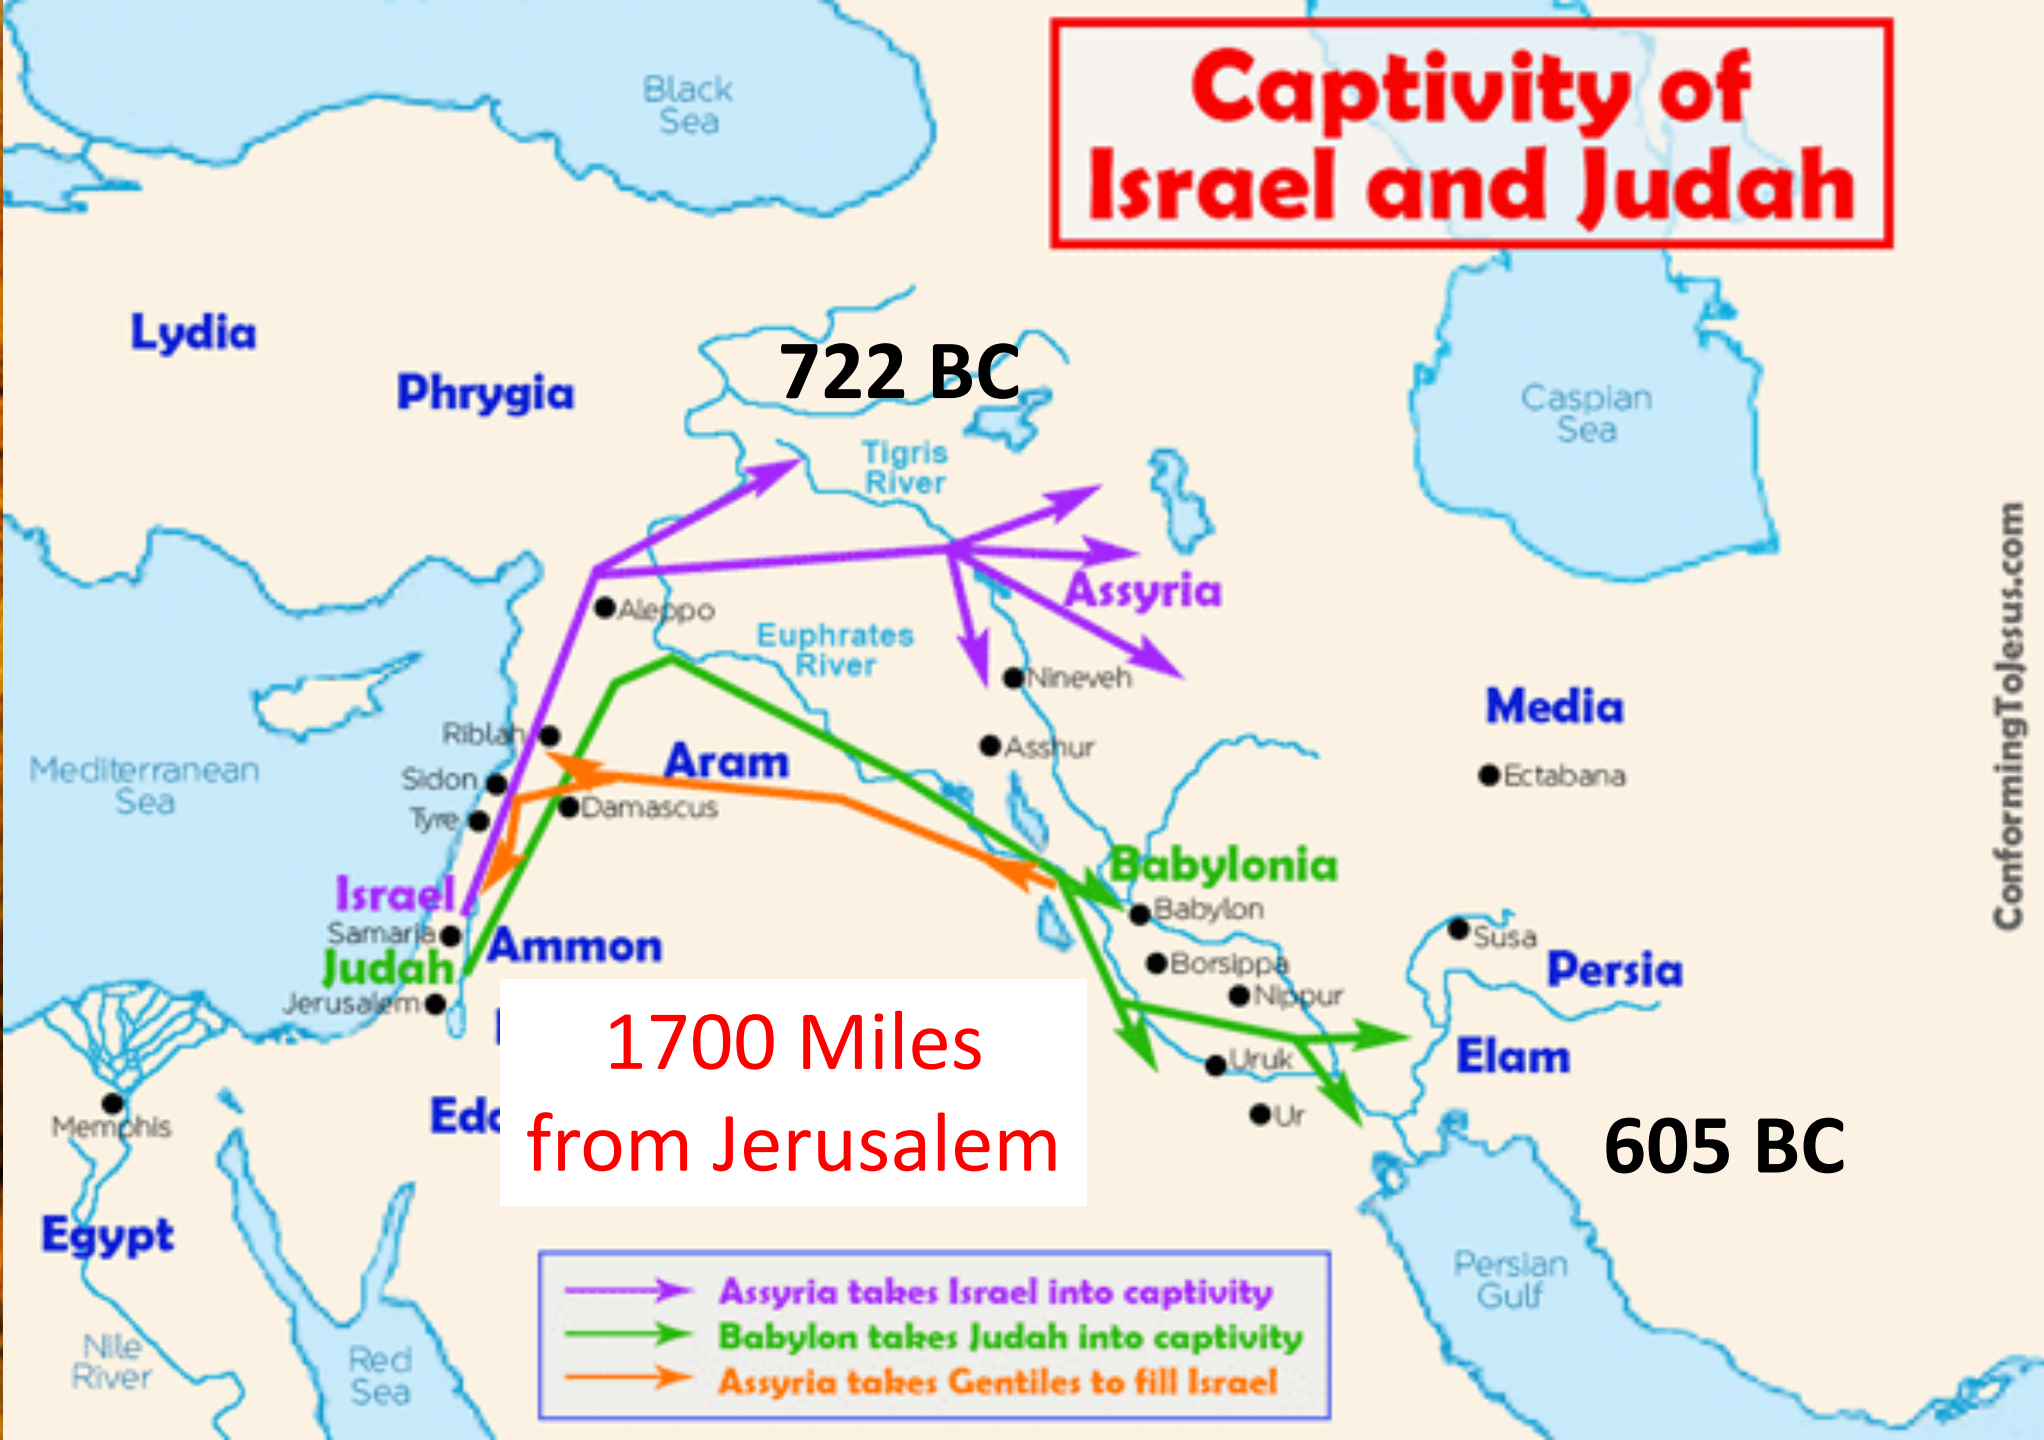 Captivity of
Israel and Judah
Black
Sea
Lydia
Phrygia
722 BC
Caspian
Sea
Tigris
River
Assyria
Aleppo
Euphrates
River
Nineveh
Media
Riblah
Asshur
Aram
Mediterranean
Sea
Sidon
Ectabana
Tyre
Damascus
Israel
Babylonia
Babylon
Samaria
Ammon
Susa
Judah
Borsippa
Persia
Jerusalem
Nippur
1700 Miles
from Jerusalem
Uruk
Elam
Memphis
Ur
605 BC
Egypt
Persian
Gulf
Nile
River
Red
Sea
Assyria takes Israel into captivity
Babylon takes Judah into captivity
Assyria takes Gentiles to fill Israel
ConformingToJesus.com